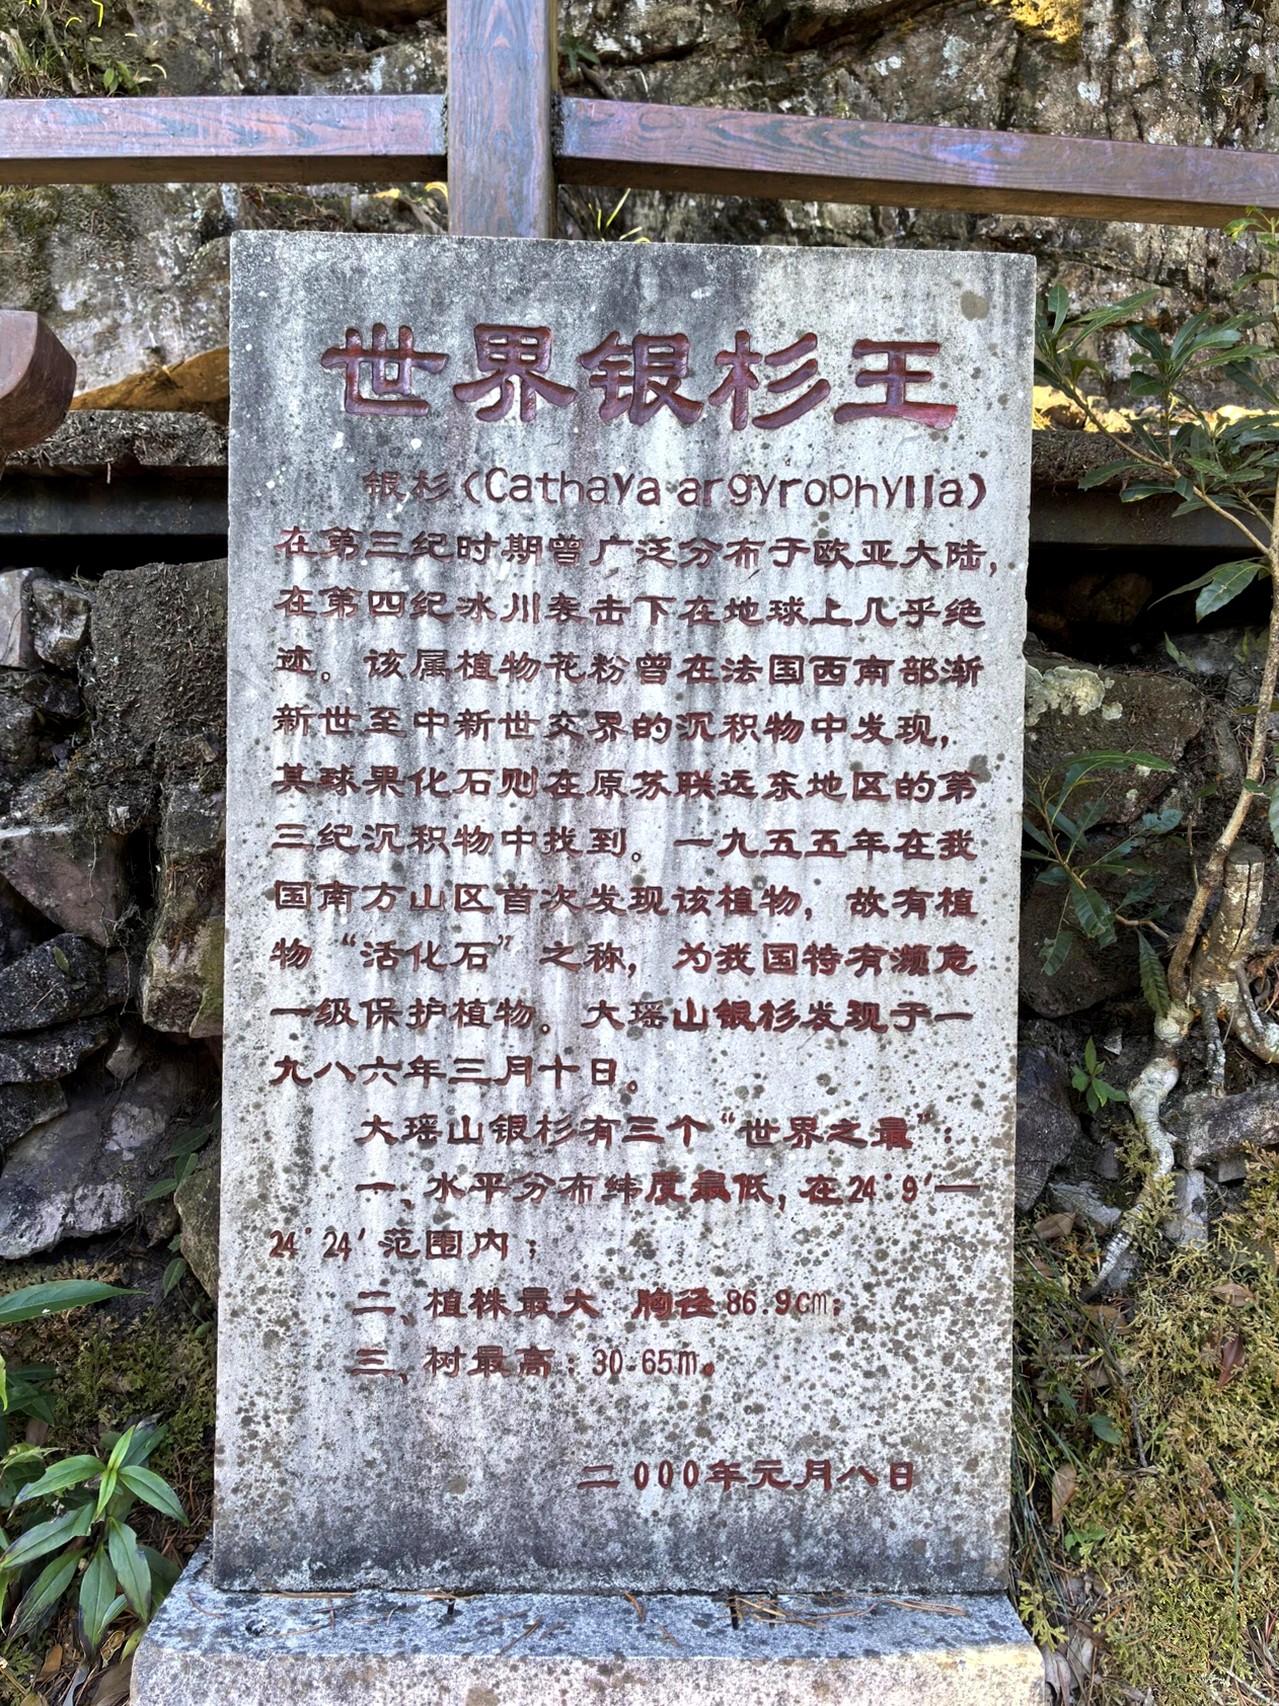 世界银杉王
银杉(Cathaya argyrophylla)
在第三纪时期曾广泛分布于欧亚大陆,
在第四纪冰川袭击下在地球上几乎绝
迹。该属植物花粉曾在法国西南部渐
新世至中新世交界的沉积物中发现,
其球果化石则在原苏联远东地区的第
三纪沉积物中找到。一九五五年在我
国南方山区首次发现该植物,故有植
物“活化石”之称,为我国特有濒危
一级保护植物。大瑶山银杉发现于一
九八六年三月十日。
大瑶山银杉有三个“世界之最”:
一、水平分布纬度最低,在24°9′—
24°24′范围内;
二、植株最大 胸径86.9cm;
三、树最高:30.65m。
二000年元月八日